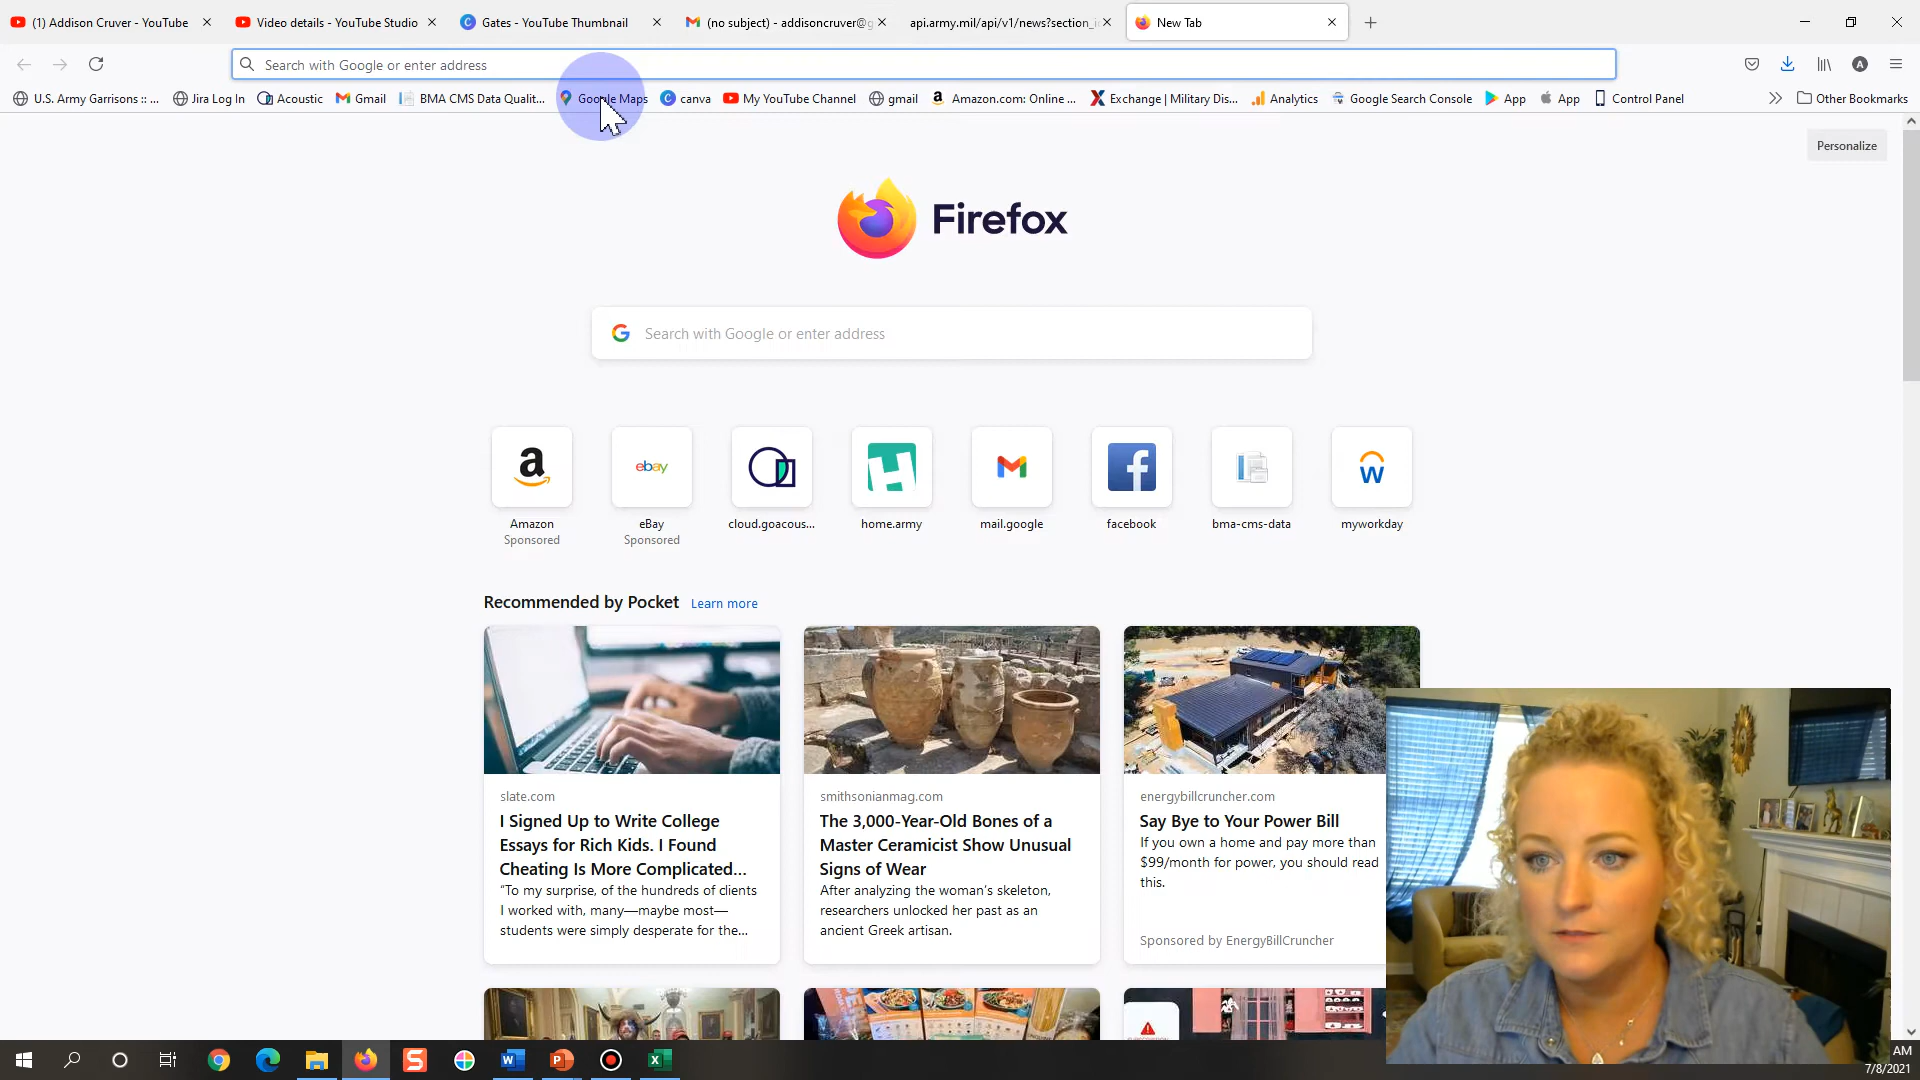 (1) Addison Cruver - YouTube
Video details - YouTube Studio
Gates - YouTube Thumbnail
(no subject) - addisoncruver@g
api.army.mil/api/v1/news?section_i
New Tab
Search with Google or enter address
U.S. Army Garrisons :: ...
Jira Log In
Acoustic
Gmail
BMA CMS Data Qualit...
Google Maps
canva
My YouTube Channel
gmail
Amazon.com: Online ...
Exchange | Military Dis...
Analytics
Google Search Console
App
App
Control Panel
Other Bookmarks
Personalize
Firefox
Search with Google or enter address
Amazon
Sponsored
ebay
eBay
Sponsored
cloud.goacous...
home.army
mail.google
facebook
bma-cms-data
myworkday
Recommended by Pocket Learn more
slate.com
I Signed Up to Write College
Essays for Rich Kids. I Found
Cheating Is More Complicated...
“To my surprise, of the hundreds of clients
I worked with, many—maybe most—
students were simply desperate for the...
smithsonianmag.com
The 3,000-Year-Old Bones of a
Master Ceramicist Show Unusual
Signs of Wear
After analyzing the woman’s skeleton,
researchers unlocked her past as an
ancient Greek artisan.
energybillcruncher.com
Say Bye to Your Power Bill
If you own a home and pay more than
$99/month for power, you should read
this.
Sponsored by EnergyBillCruncher
AM
7/8/2021